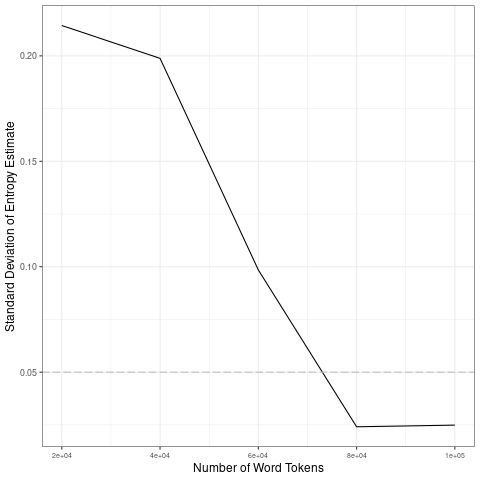 Standard Deviation of Entropy Estimate
0.20
0.15
0.10
0.05
2e+04 4e+04 6e+04 8e+04 1e+05
Number of Word Tokens